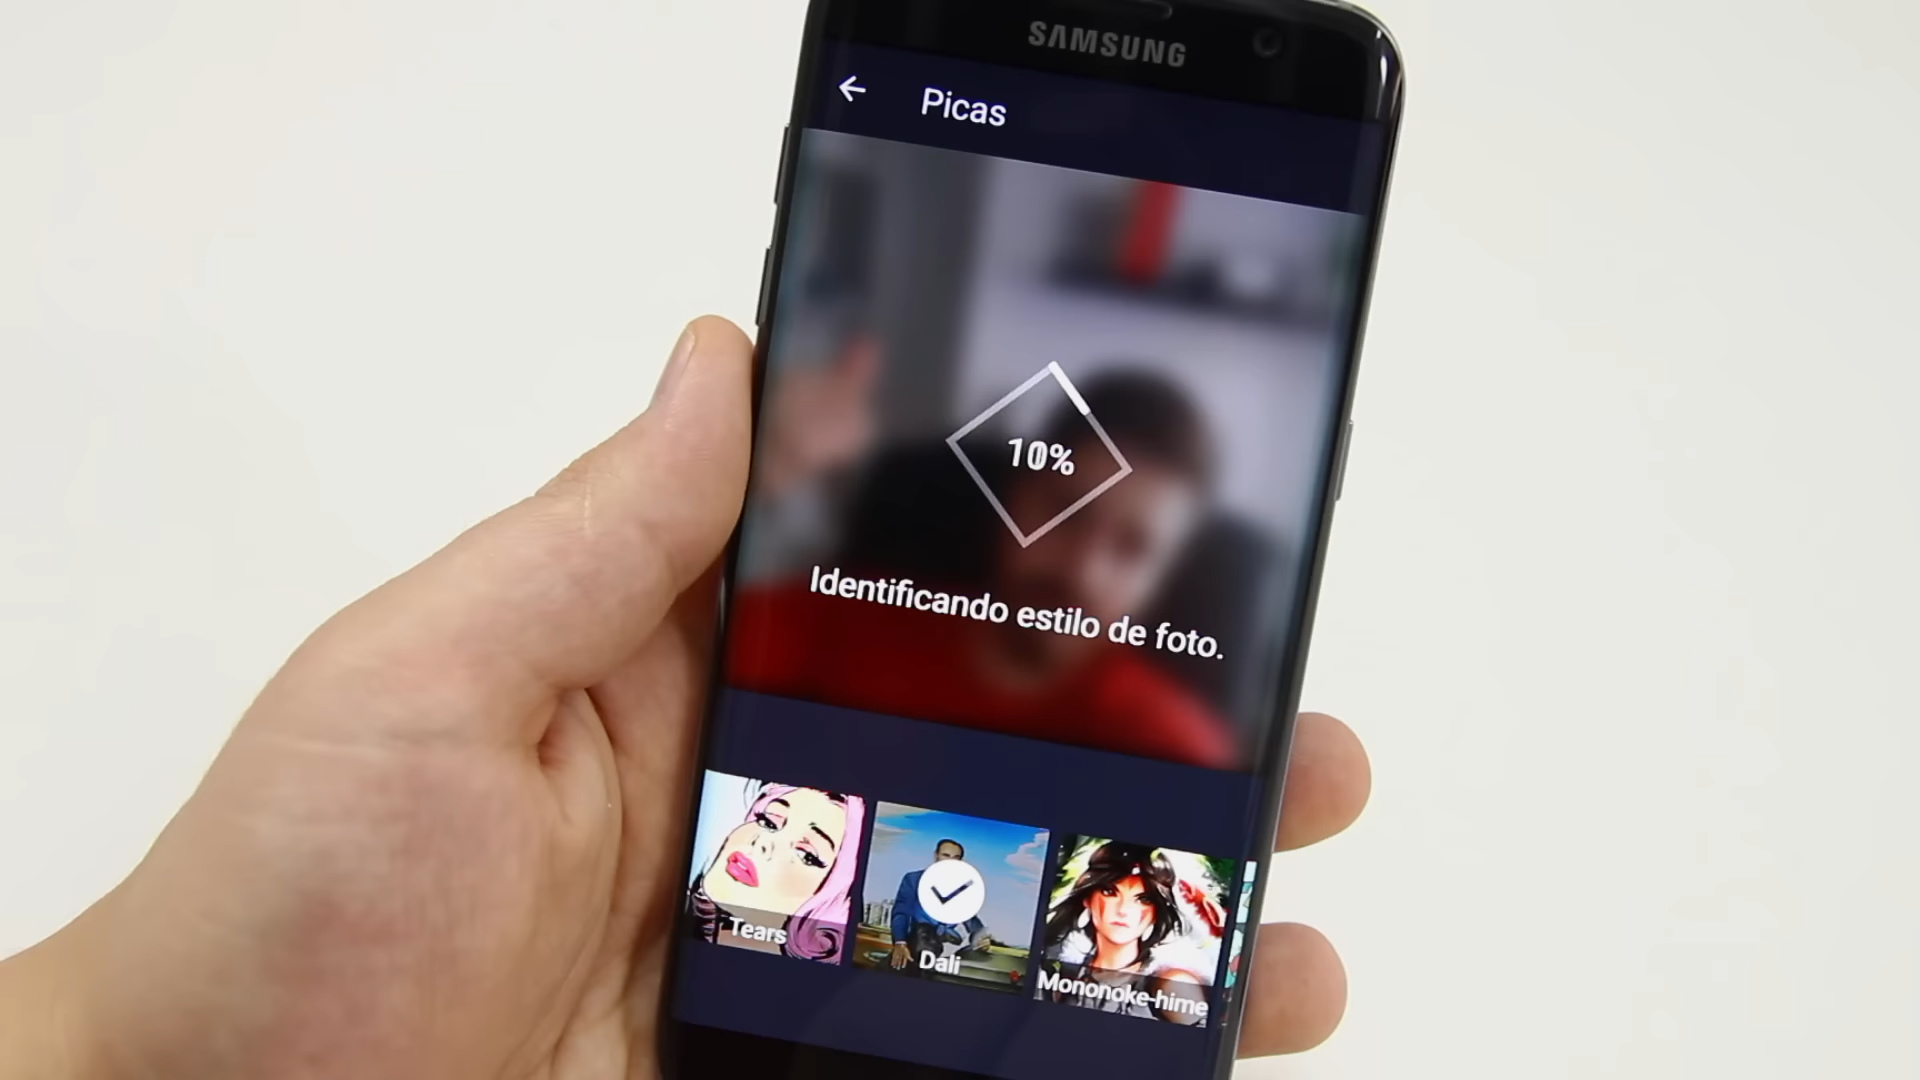 SAMSUNG
Picas
10%
Identificando estilo de foto.
Tears
Dali
Mononoke-hime